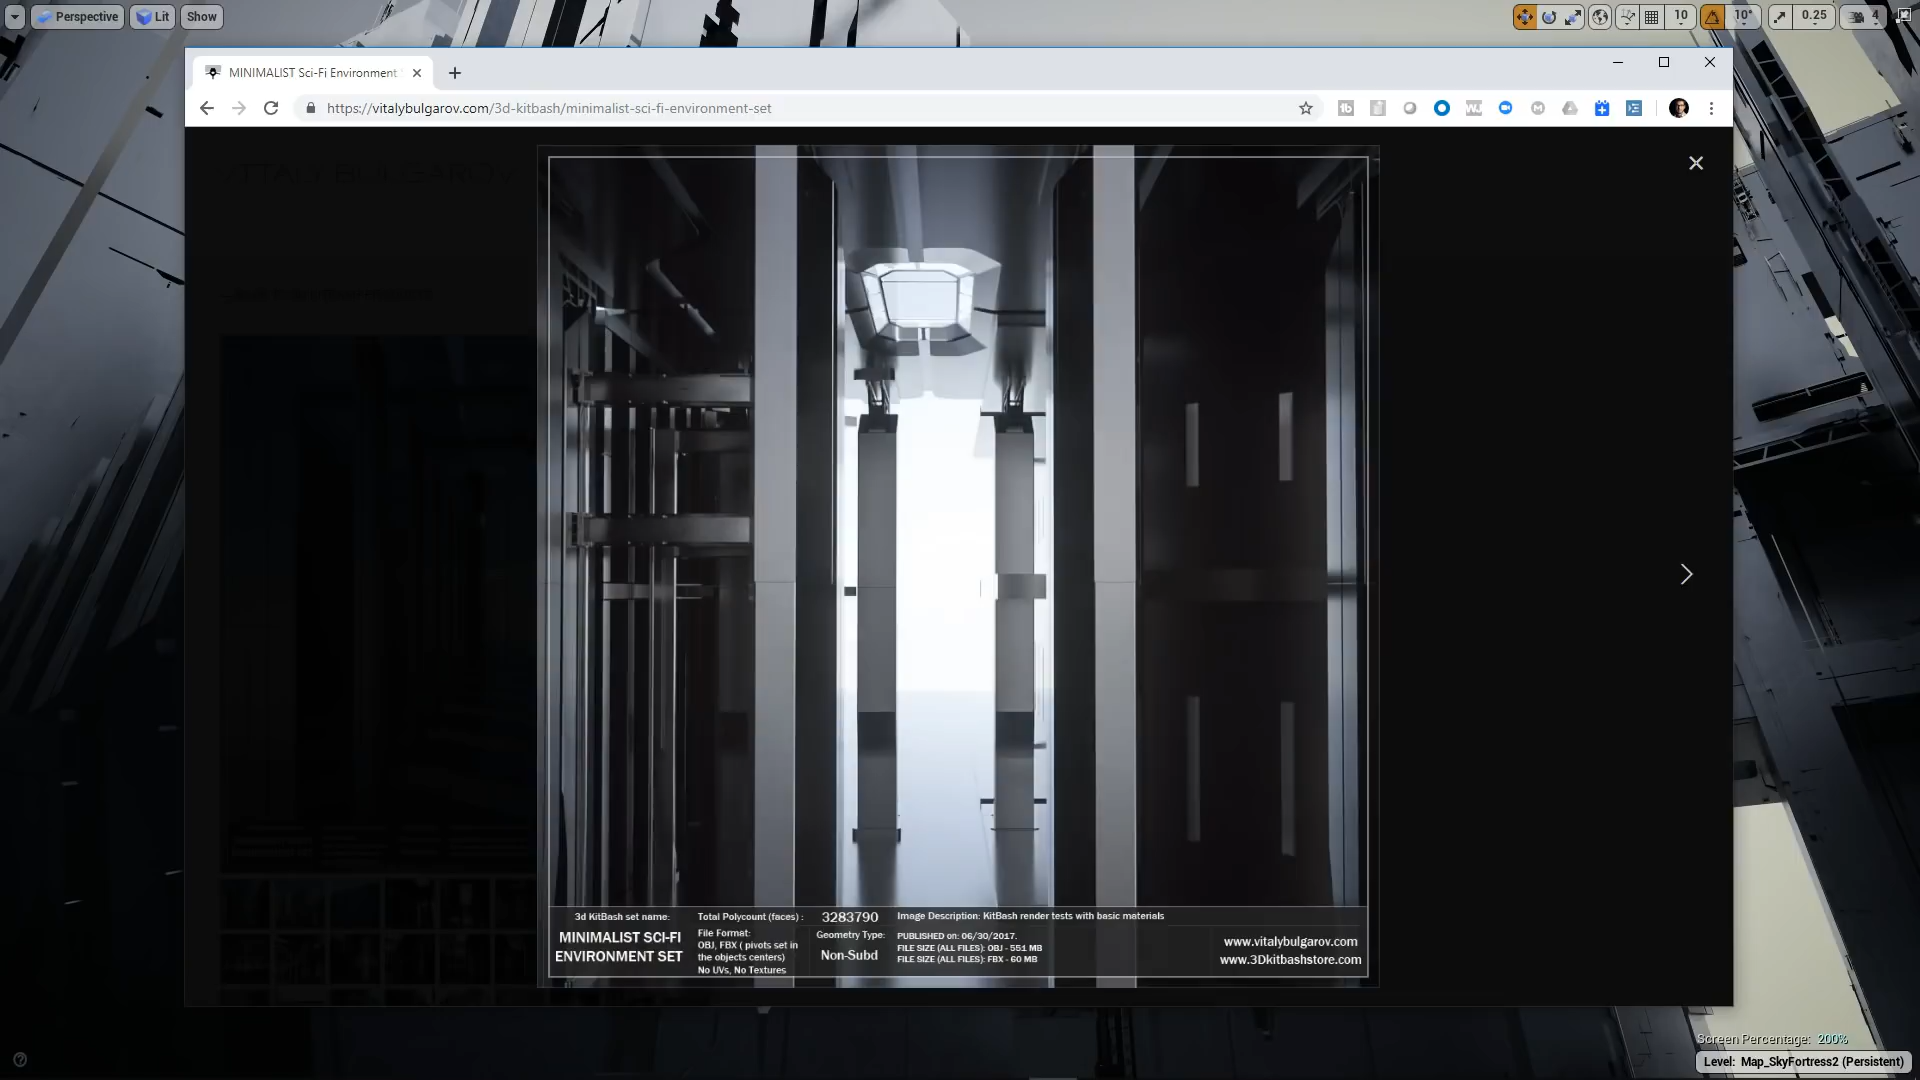 Perspective
Lit
Show
10
10°
0.25
4
MINIMALIST Sci-Fi Environment
https://vitalybulgarov.com/3d-kitbash/minimalist-sci-fi-environment-set
VITALY BULGAROV
3d KitBash set name:
MINIMALIST SCI-FI
ENVIRONMENT SET
Total Polycount (faces) :
3283790
File Format:
OBJ, FBX ( pivots set in
the objects centers)
No UVs, No Textures
Geometry Type:
Non-Subd
Image Description: KitBash render tests with basic materials
PUBLISHED on: 06/30/2017.
FILE SIZE (ALL FILES): OBJ - 551 MB
FILE SIZE (ALL FILES): FBX - 60 MB
www.vitalybulgarov.com
www.3Dkitbashstore.com
Screen Percentage: 200%
Level: Map_SkyFortress2 (Persistent)